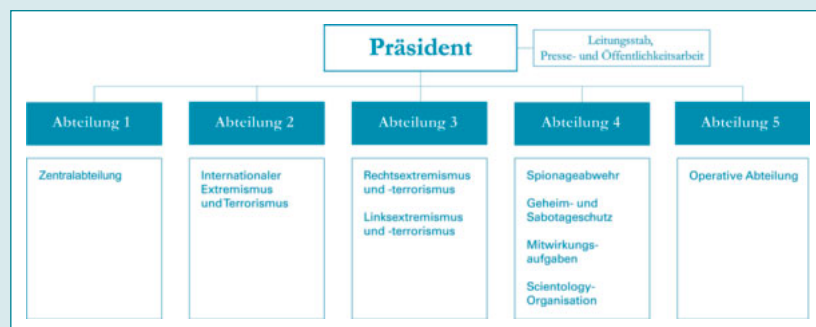 Präsident
Leitungsstab,
Presse- und Öffentlichkeitsarbeit
Abteilung 1
Abteilung 2
Abteilung 3
Abteilung 4
Abteilung 5
Zentralabteilung
Internationaler
Extremismus
und Terrorismus
Rechtsextremismus
und -terrorismus
Linksextremismus
und -terrorismus
Spionageabwehr
Geheim- und
Sabotageschutz
Mitwirkungs-
aufgaben
Scientology-
Organisation
Operative Abteilung